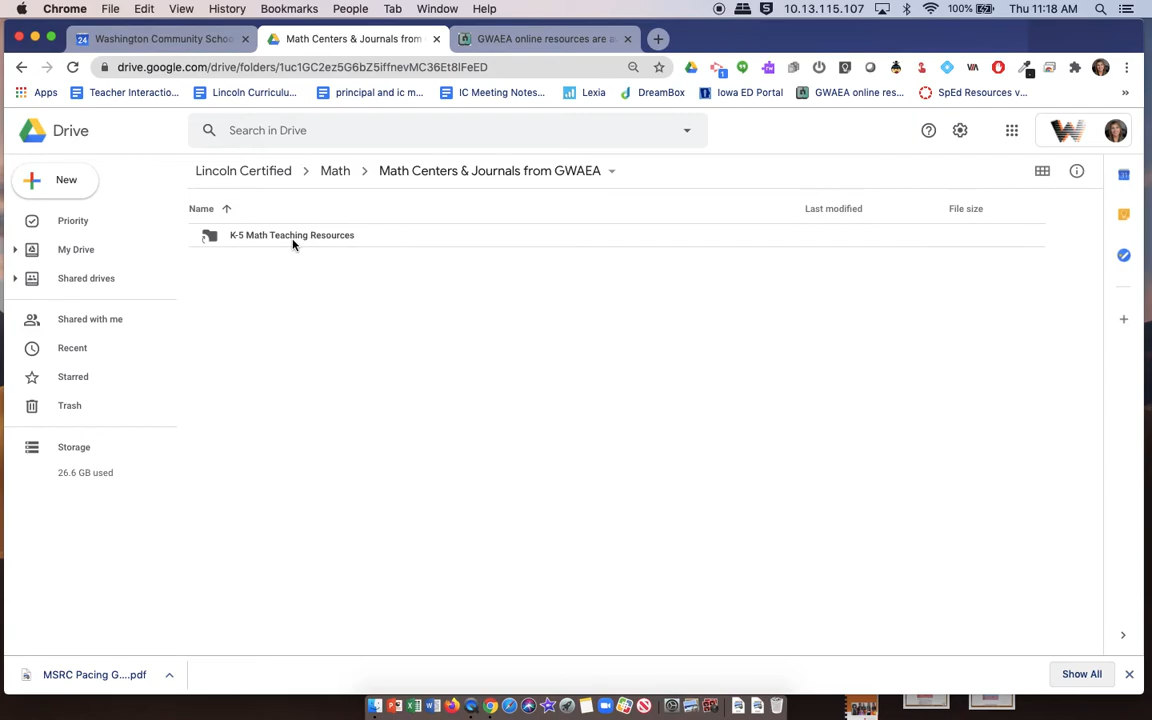 Chrome File Edit View History Bookmarks People Tab Window Help 10.13.115.107 100% Thu 11:18 AM
24 Washington Community Schoo Math Centers & Journals from GWAEA online resources are a
drive.google.com/drive/folders/1uc1GC2ez5G6bZ5iffnevMC36Et8lFeED
Apps Teacher Interactio... Lincoln Curriculu... principal and ic m... IC Meeting Notes... Lexia DreamBox Iowa ED Portal GWAEA online res... SpEd Resources v... »
Drive Search in Drive W
New Lincoln Certified > Math > Math Centers & Journals from GWAEA
Name Last modified File size
Priority
K-5 Math Teaching Resources
My Drive
Shared drives
Shared with me
Recent
Starred
Trash
Storage
26.6 GB used
MSRC Pacing G....pdf Show All